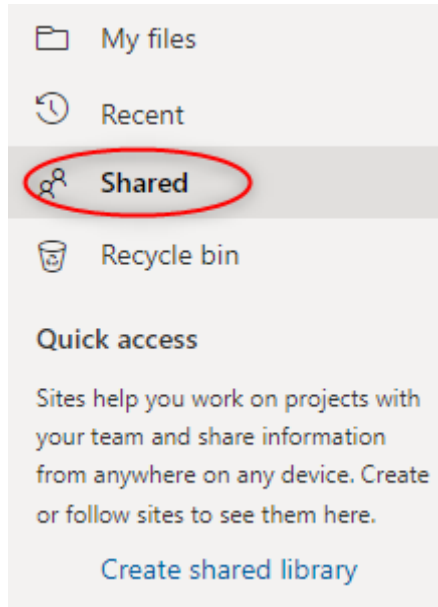 My files
Recent
Shared
Recycle bin
Quick access
Sites help you work on projects with
your team and share information
from anywhere on any device. Create
or follow sites to see them here.
Create shared library